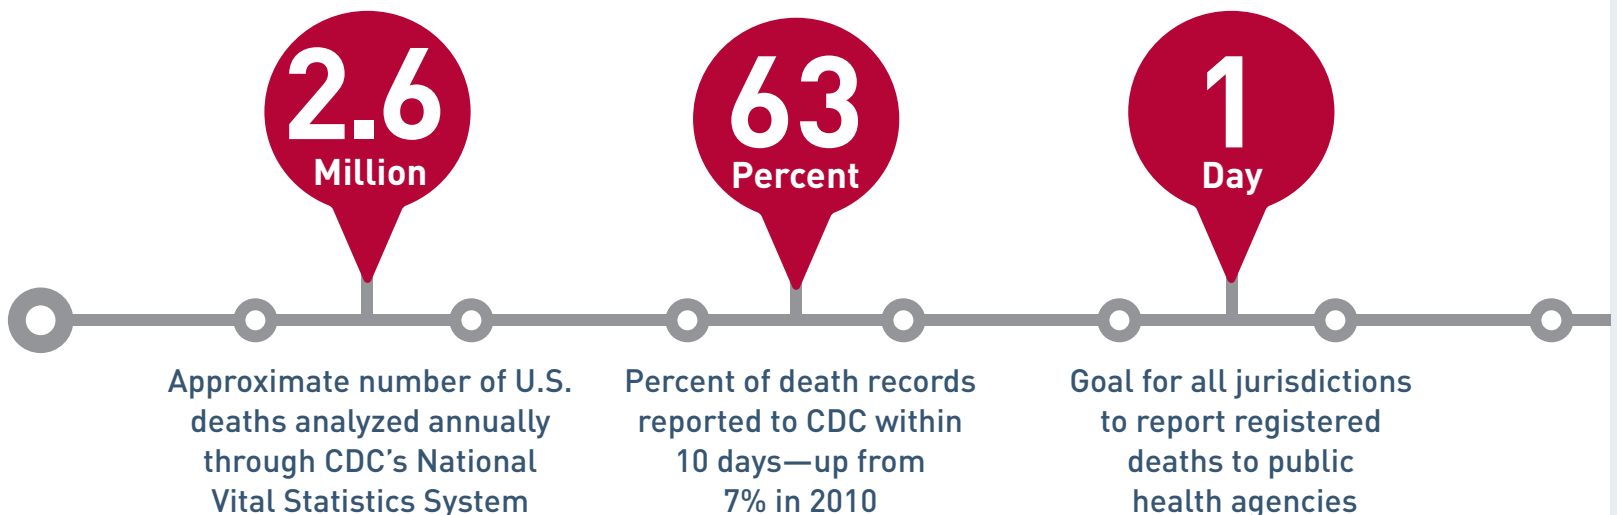 2.6
Million
Approximate number of U.S.
deaths analyzed annually
through CDC's National
Vital Statistics System
63
Percent
Percent of death records
reported to CDC within
10 days—up from
7% in 2010
1
Day
Goal for all jurisdictions
to report registered
deaths to public
health agencies